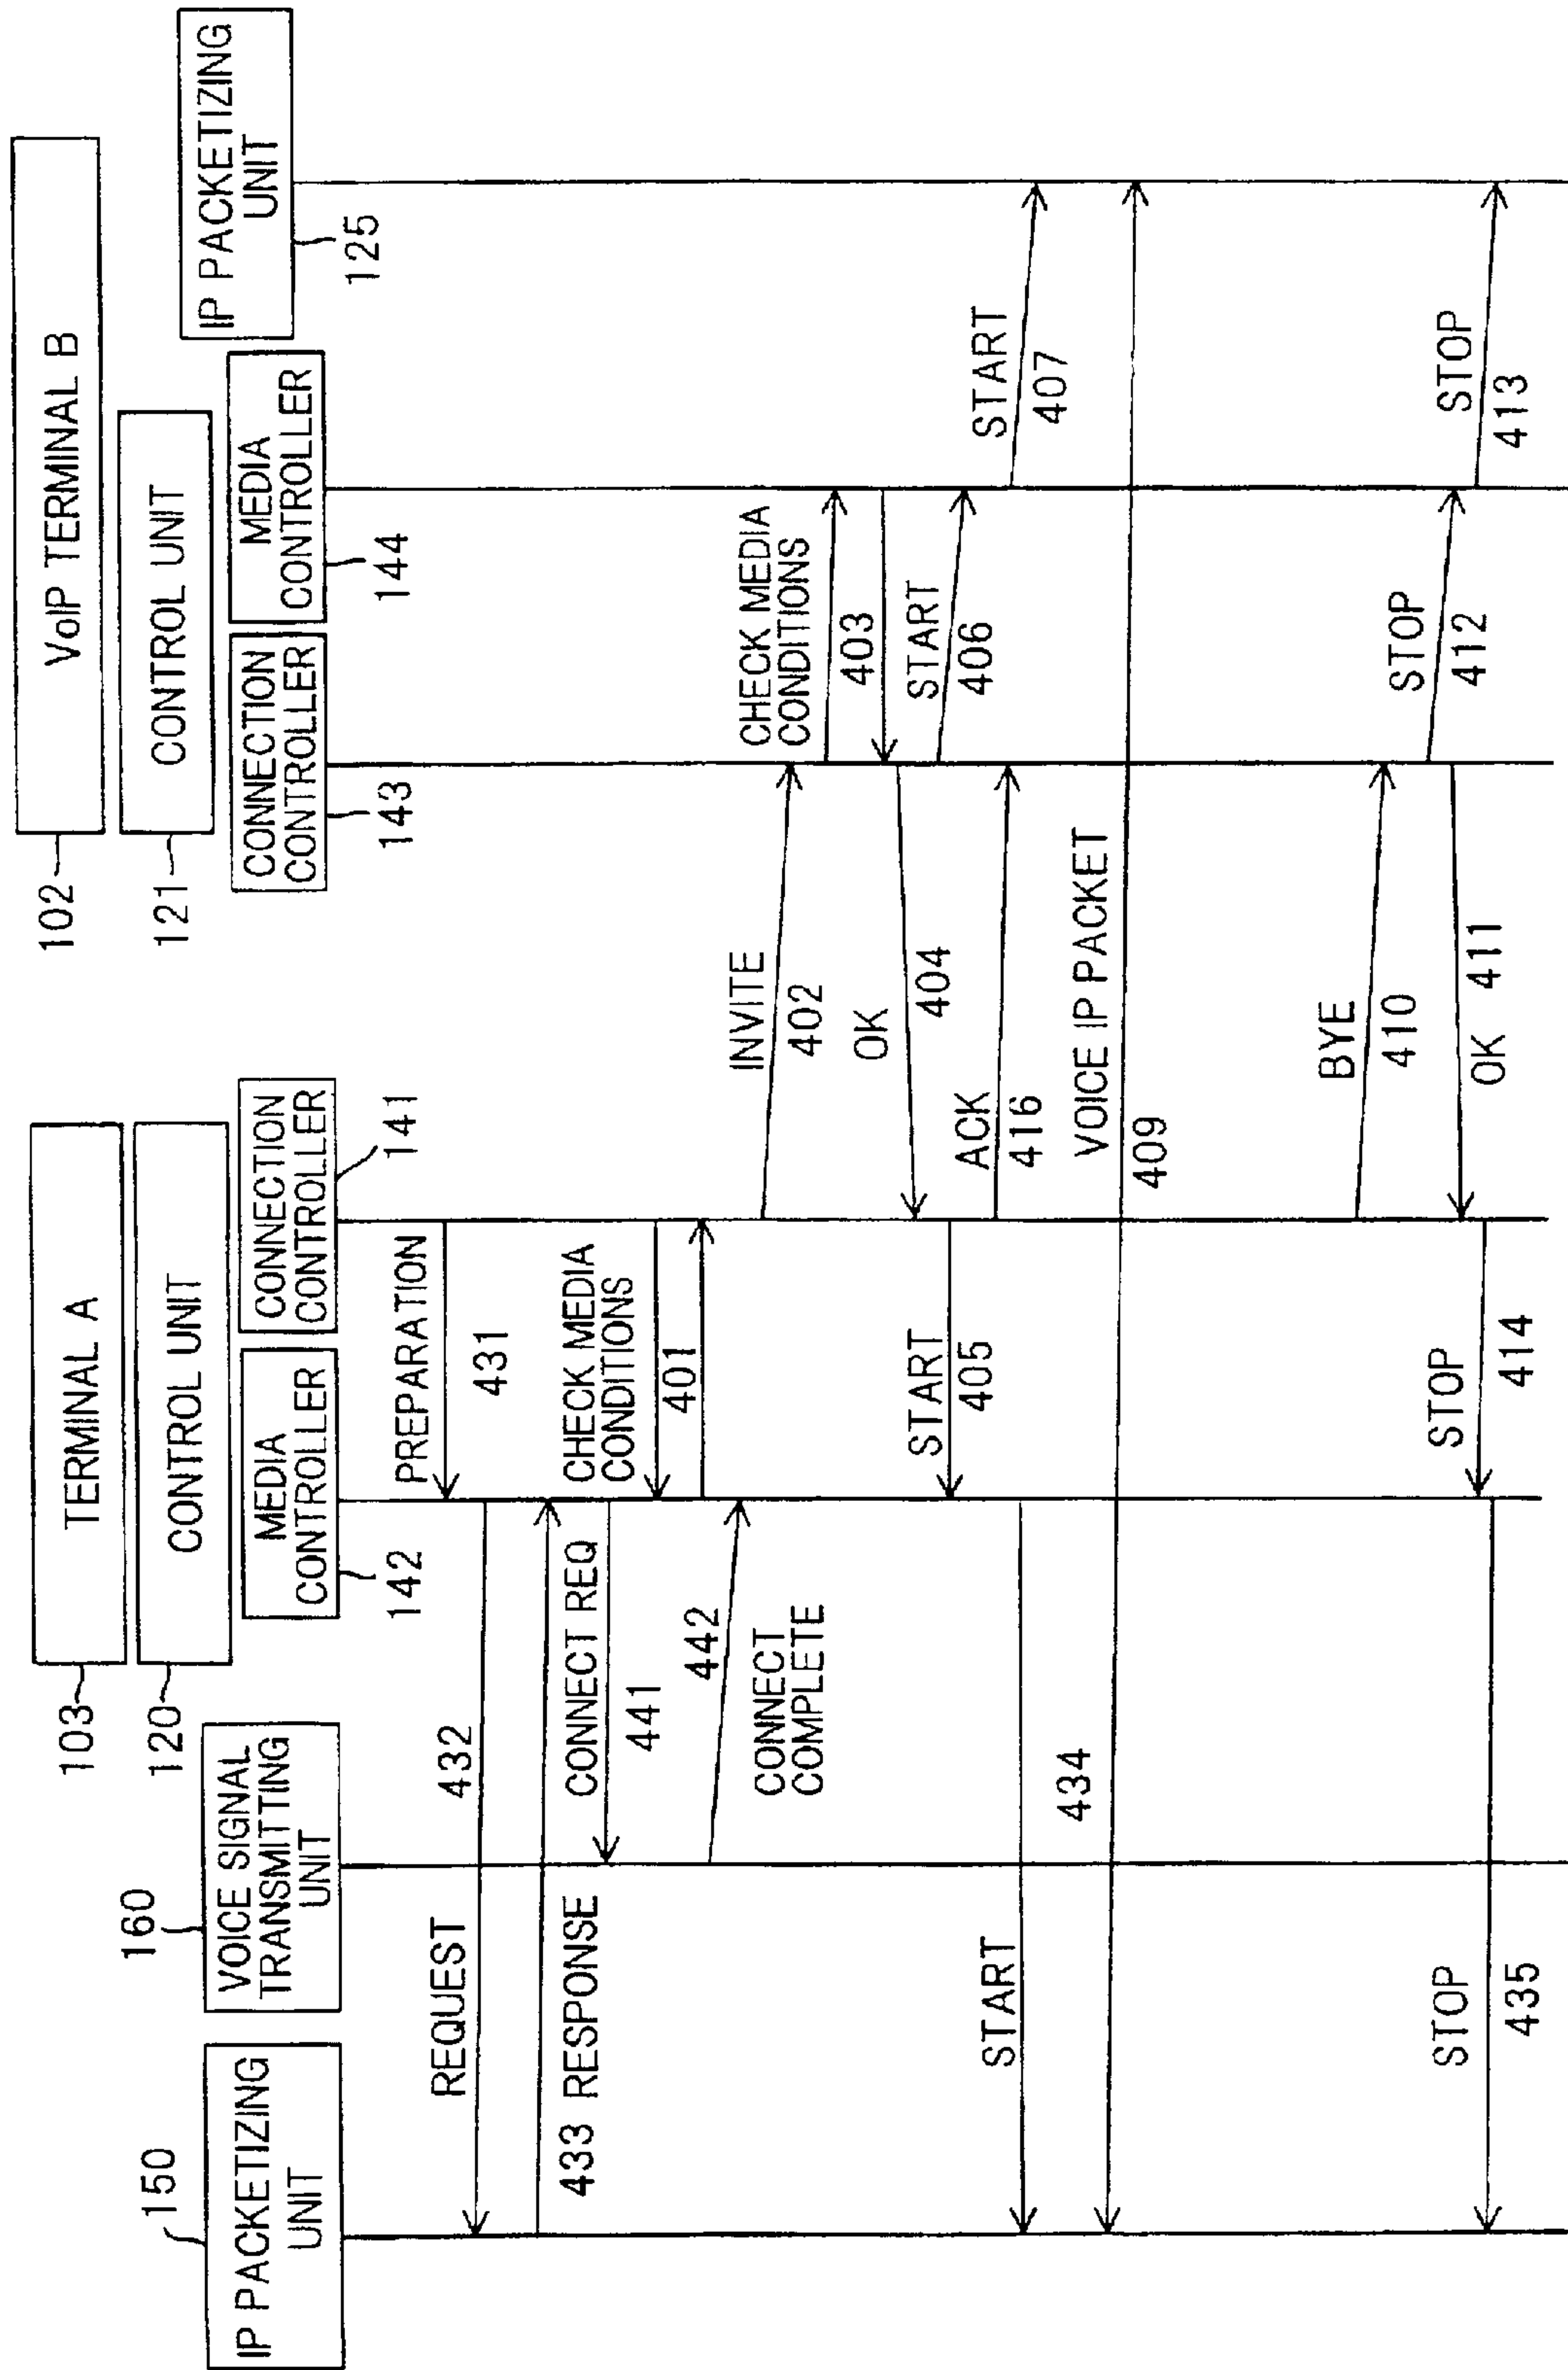 TERMINAL A
103
CONTROL UNIT
120
VoIP TERMINAL B
102
CONTROL UNIT
121
IP PACKETIZING
UNIT
150
VOICE SIGNAL
TRANSMITTING
UNIT
160
MEDIA
CONTROLLER
142
CONNECTION
CONTROLLER
141
CONNECTION
CONTROLLER
143
MEDIA
CONTROLLER
144
IP PACKETIZING
UNIT
125
PREPARATION
431
REQUEST
432
433 RESPONSE
CONNECT REQ
441
CHECK MEDIA
CONDITIONS
401
442
CONNECT
COMPLETE
INVITE
402
CHECK MEDIA
CONDITIONS
403
OK
404
START
405
START
406
ACK
416
START
407
START
434
VOICE IP PACKET
409
BYE
410
STOP
412
OK
411
STOP
413
STOP
414
STOP
435